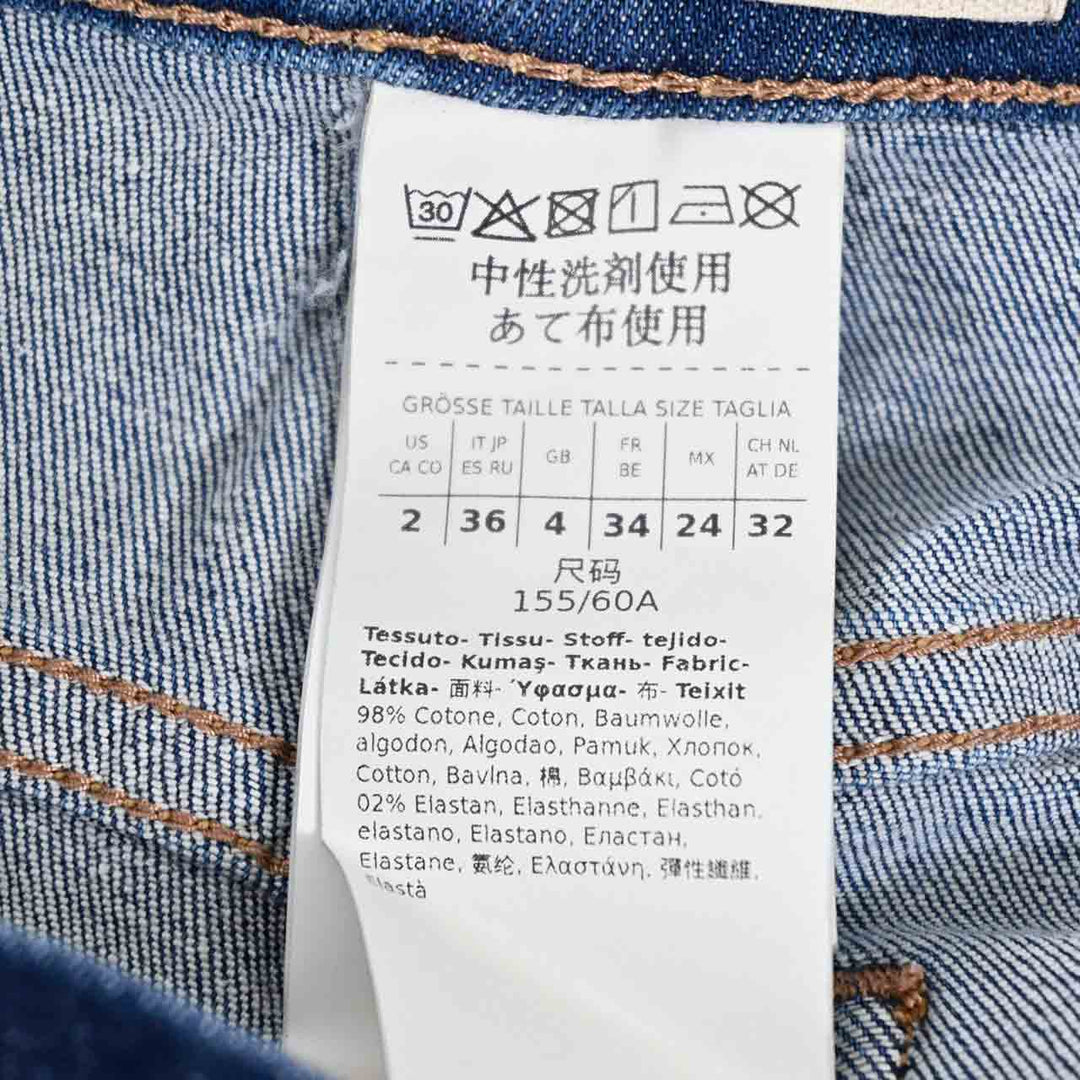 30
中性洗剤使用
あて布使用
GRÖSSE TAILLE TALLA SIZE TAGLIA
US CA CO IT JP ES RU GB FR BE MX CH NL AT DE
2 36 4 34 24 32
尺码
155/60A
Tessuto- Tissu- Stoff- tejido-
Tecido- Kumaş- Ткань- Fabric-
Látka- 面料- Ύφασμα- 布- Teixit
98% Cotone, Coton, Baumwolle,
algodon, Algodao, Pamuk, Хлопок,
Cotton, Bavlna, 棉, Βαμβάκι, Cotó
02% Elastan, Elasthanne, Elasthan,
elastano, Elastano, Еластан,
Elastane, 氨纶, Ελαστάνη, 彈性纖維,
Elastà